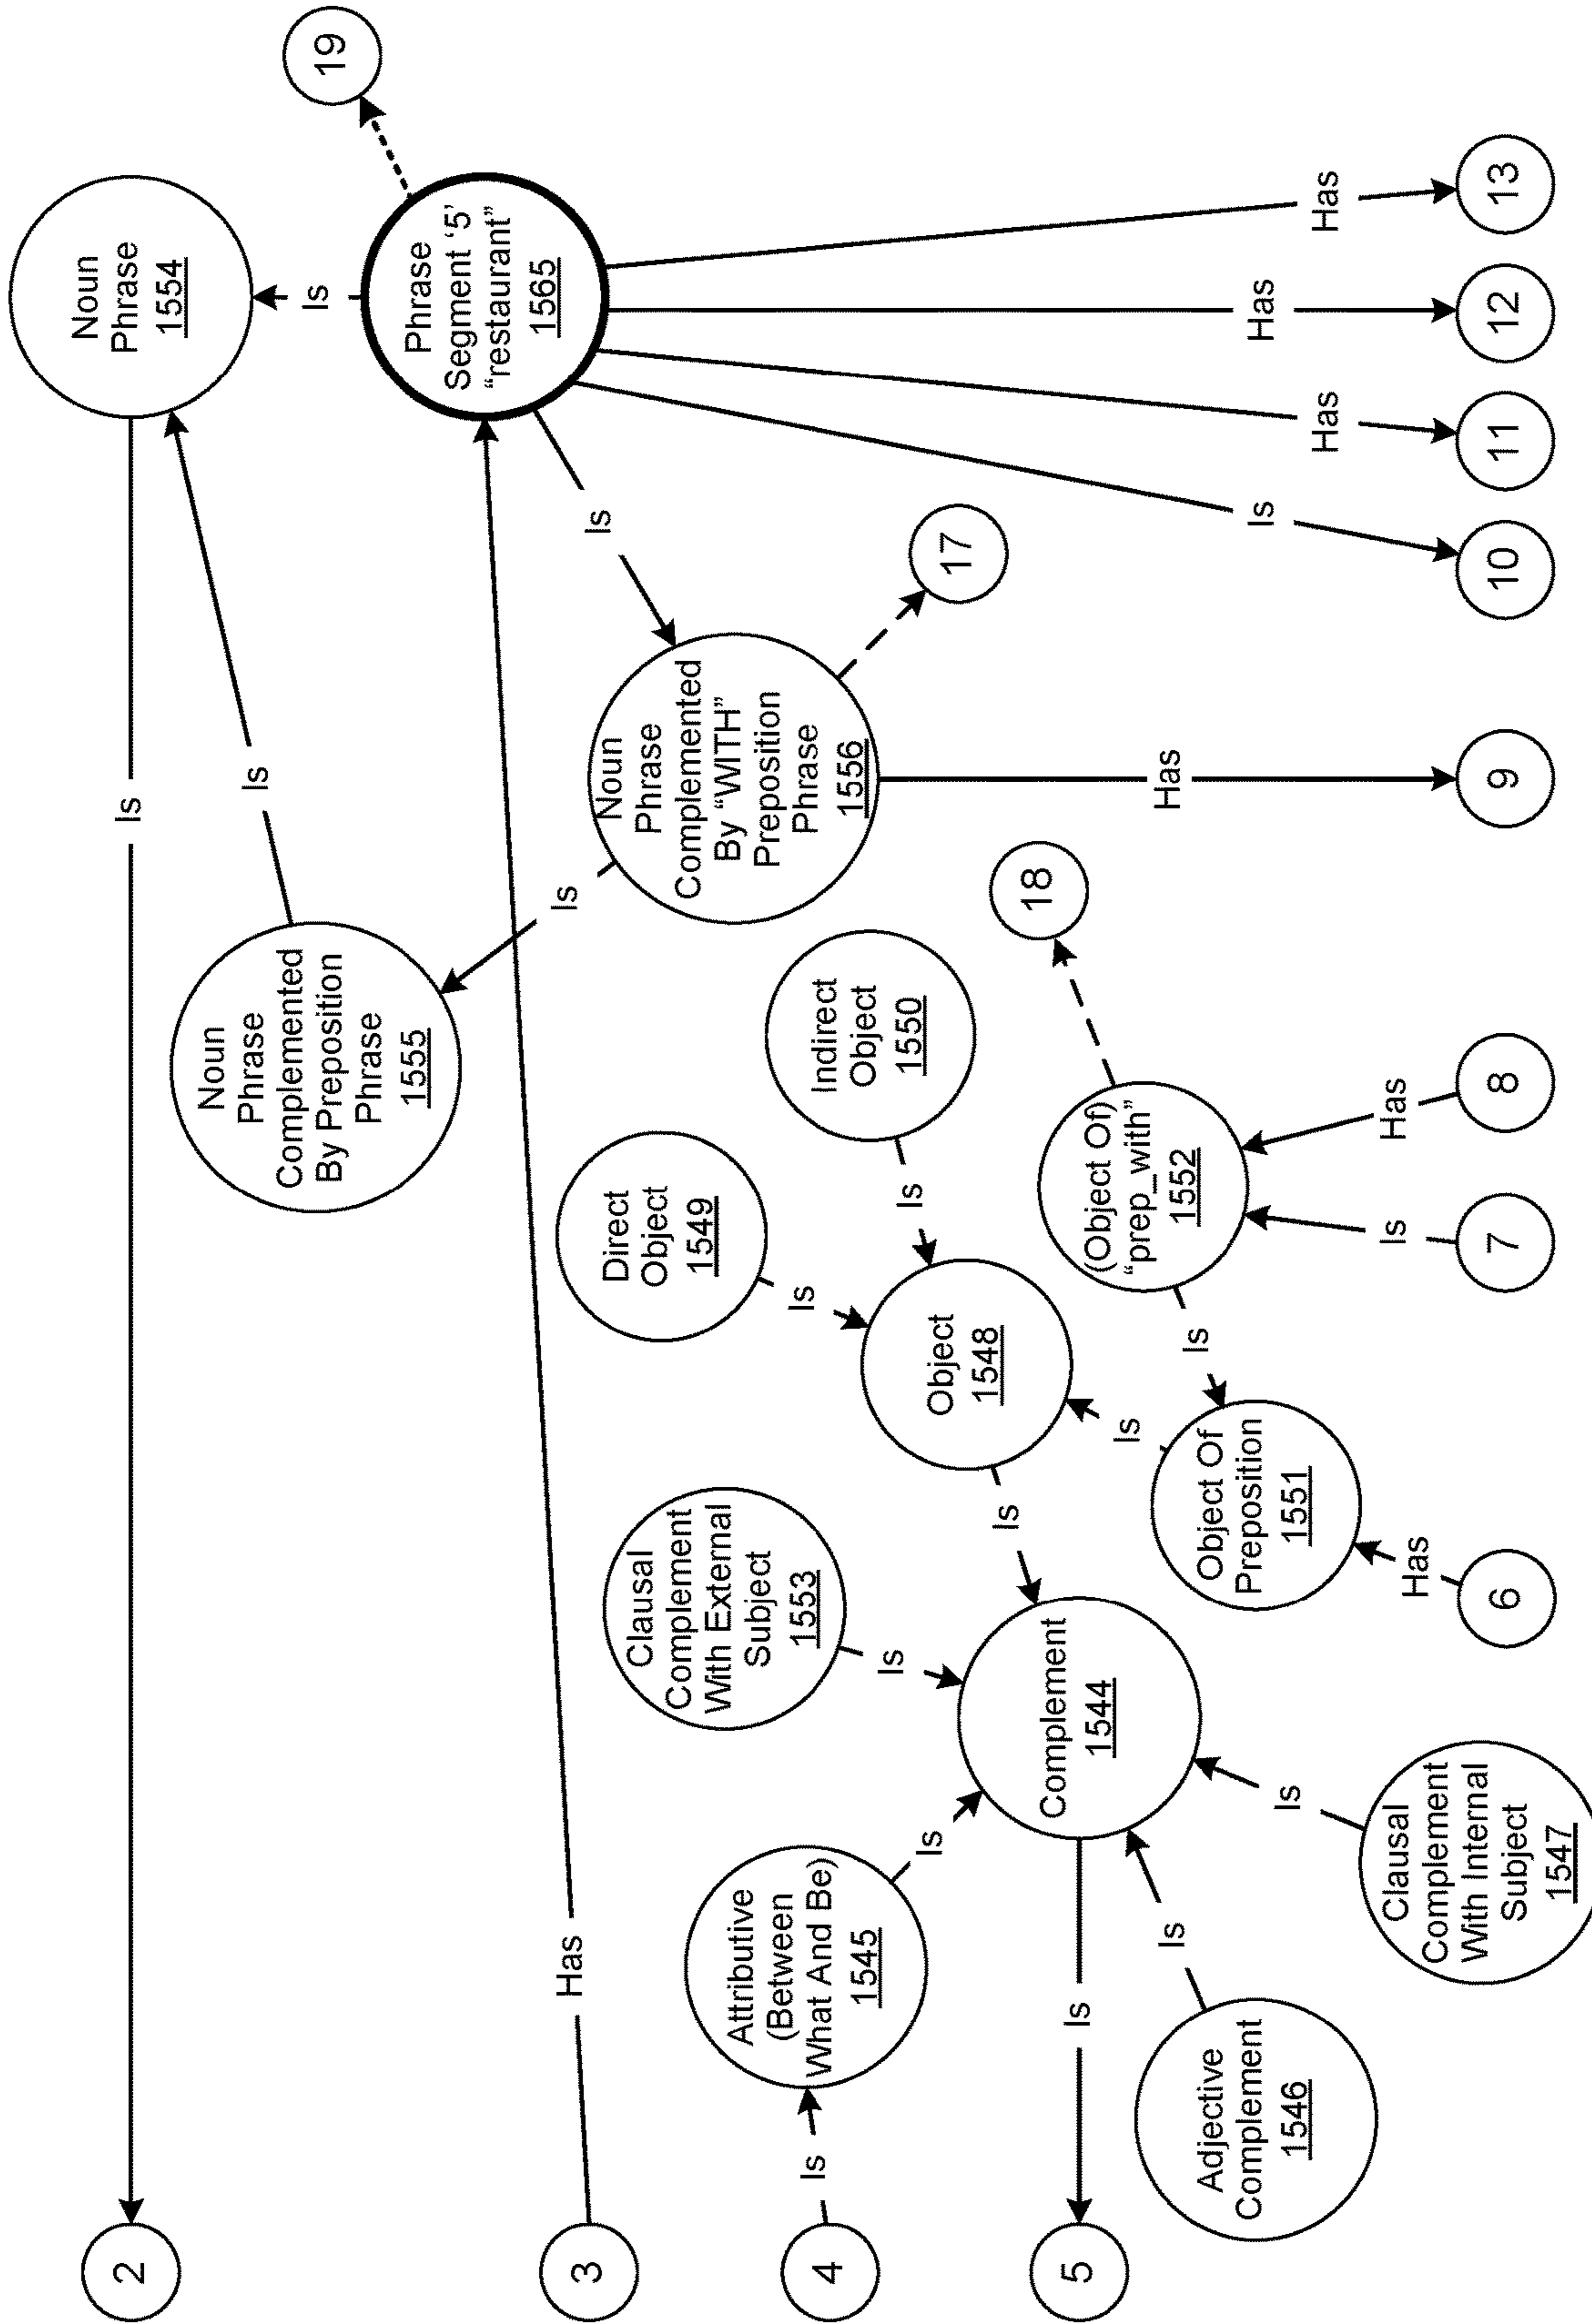 2
Is
Noun
Phrase
1554
19
Is
Is
Noun
Phrase
Complemented
By Preposition
Phrase
1555
3
Has
Phrase
Segment ‘5’
“restaurant”
1565
Is
Is
Noun
Phrase
Complemented
By “WITH”
Preposition
Phrase
1556
17
Direct
Object
1549
Indirect
Object
1550
Clausal
Complement
With External
Subject
1553
Is
Is
Is
Object
1548
18
4
Is
Attributive
(Between
What And Be)
1545
Is
Is
Complement
1544
Is
(Object Of)
“prep_with”
1552
Is
Object Of
Preposition
1551
5
Is
Is
Adjective
Complement
1546
Is
Clausal
Complement
With Internal
Subject
1547
Has
6
Is
7
Has
8
Has
9
Is
10
Has
11
Has
12
Has
13